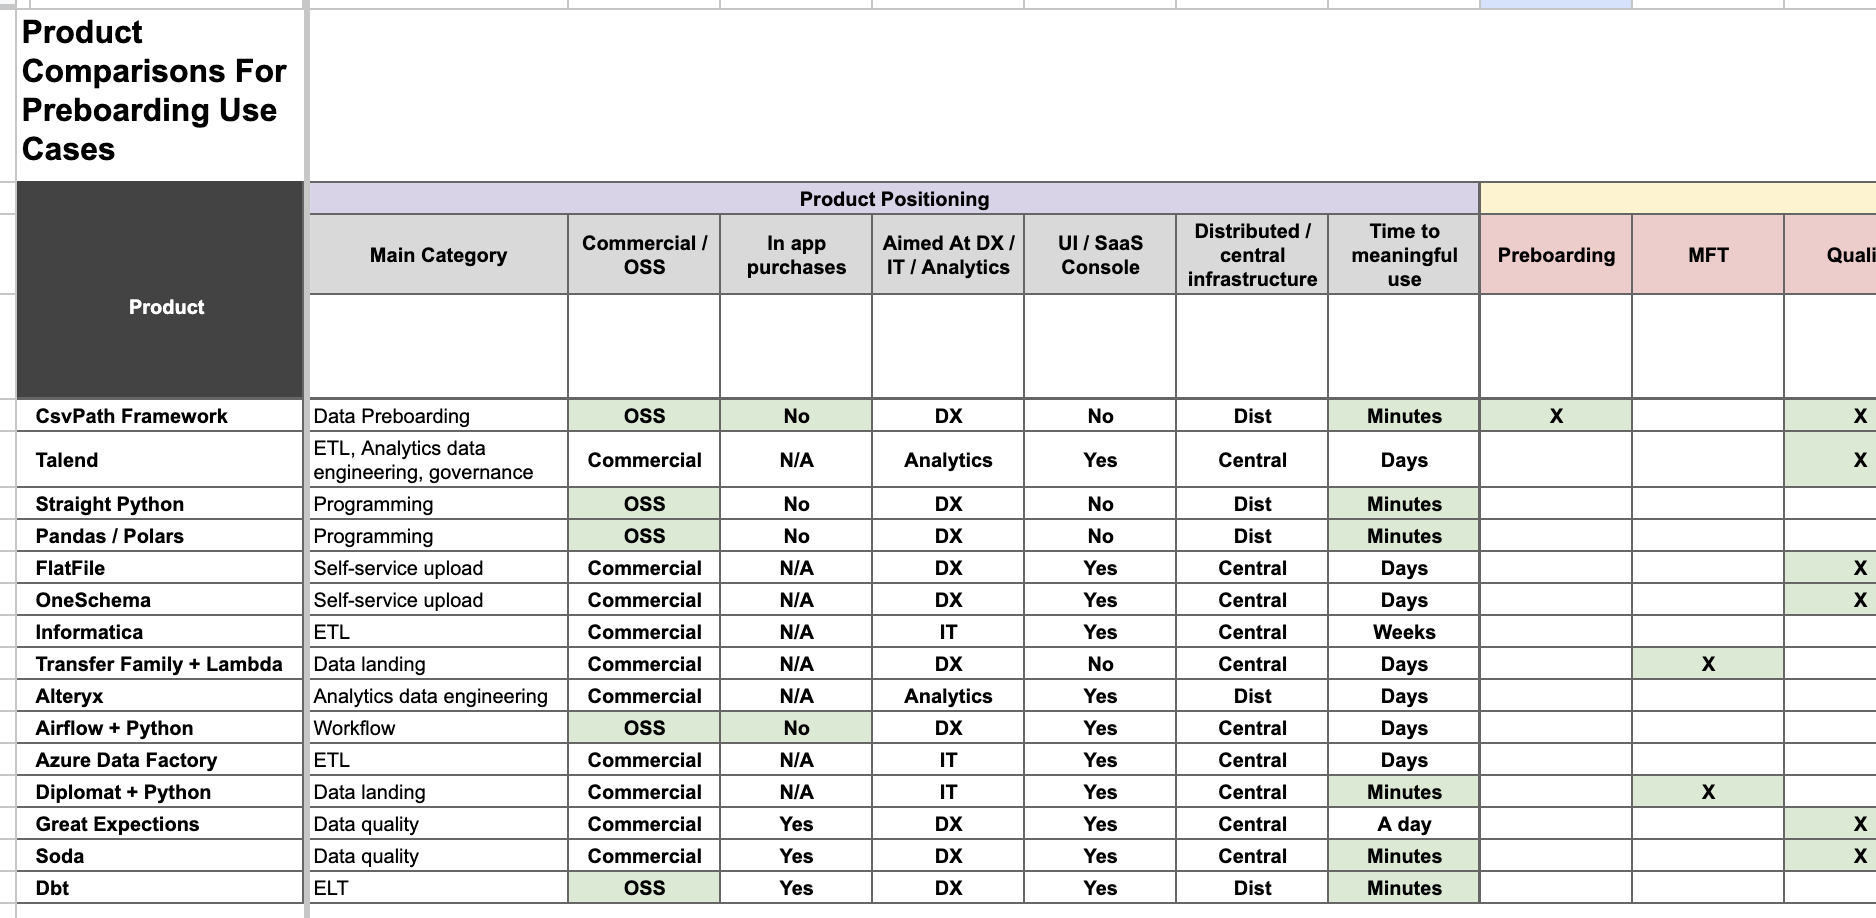 Product
Comparisons For
Preboarding Use
Cases
Product Positioning
Product
Main Category
Commercial /
OSS
In app
purchases
Aimed At DX /
IT / Analytics
UI / SaaS
Console
Distributed /
central
infrastructure
Time to
meaningful
use
Preboarding
MFT
Quali
CsvPath Framework Data Preboarding OSS No DX No Dist Minutes X X
Talend ETL, Analytics data engineering, governance Commercial N/A Analytics Yes Central Days X
Straight Python Programming OSS No DX No Dist Minutes
Pandas / Polars Programming OSS No DX No Dist Minutes
FlatFile Self-service upload Commercial N/A DX Yes Central Days X
OneSchema Self-service upload Commercial N/A DX Yes Central Days X
Informatica ETL Commercial N/A IT Yes Central Weeks
Transfer Family + Lambda Data landing Commercial N/A DX No Central Days X
Alteryx Analytics data engineering Commercial N/A Analytics Yes Dist Days
Airflow + Python Workflow OSS No DX Yes Central Days
Azure Data Factory ETL Commercial N/A IT Yes Central Days
Diplomat + Python Data landing Commercial N/A IT Yes Central Minutes X
Great Expections Data quality Commercial Yes DX Yes Central A day X
Soda Data quality Commercial Yes DX Yes Central Minutes X
Dbt ELT OSS Yes DX Yes Dist Minutes